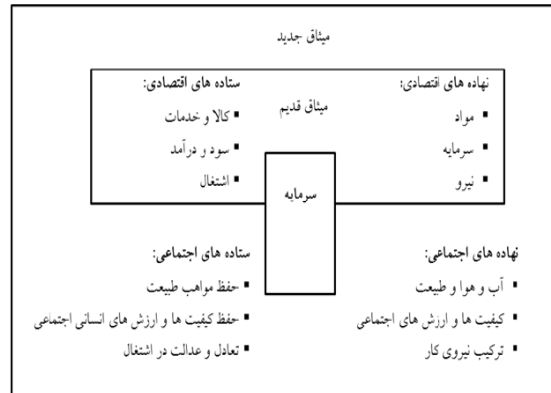 میثاق جدید
نهاده های اقتصادی:
▪ مواد
▪ سرمایه
▪ نیرو
میثاق قدیم
ستاده های اقتصادی:
▪ کالا و خدمات
▪ سود و درآمد
▪ اشتغال
سرمایه
نهاده های اجتماعی:
▪ آب و هوا و طبیعت
▪ کیفیت ها و ارزش های اجتماعی
▪ ترکیب نیروی کار
ستاده های اجتماعی:
▪ حفظ مواهب طبیعت
▪ حفظ کیفیت ها و ارزش های انسانی اجتماعی
▪ تعادل و عدالت در اشتغال